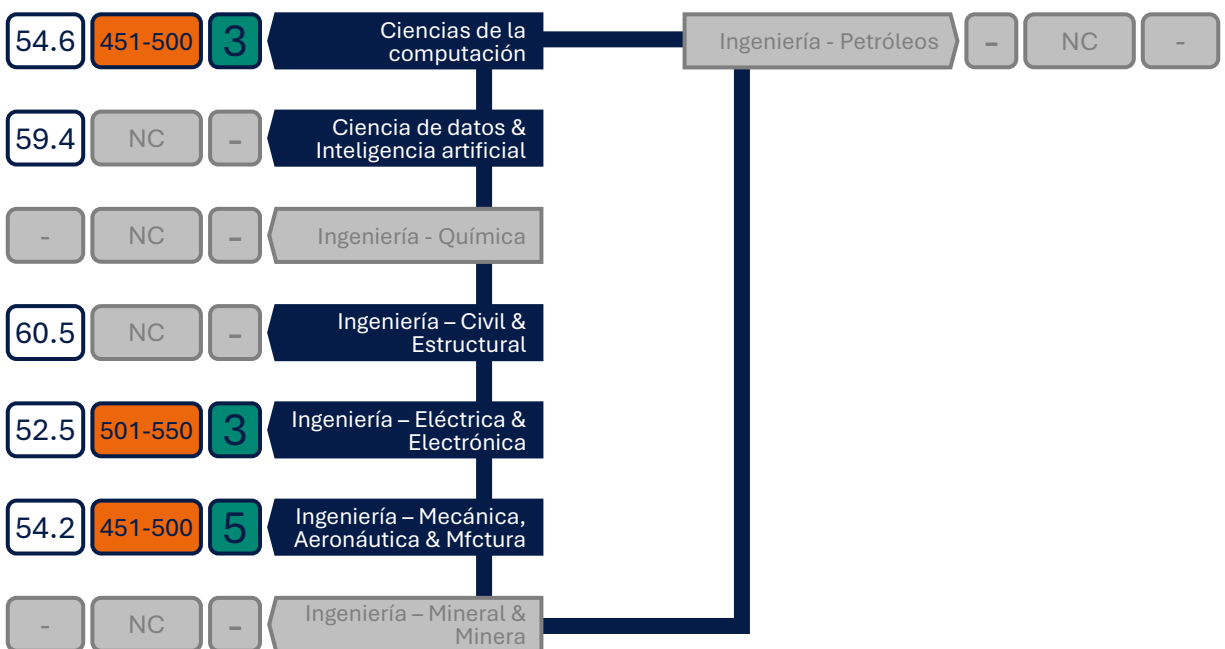 54.6 451-500 3 Ciencias de la
computación
Ingeniería - Petróleos - NC -
59.4 NC - Ciencia de datos &
Inteligencia artificial
- NC - Ingeniería - Química
60.5 NC - Ingeniería – Civil &
Estructural
52.5 501-550 3 Ingeniería – Eléctrica &
Electrónica
54.2 451-500 5 Ingeniería – Mecánica,
Aeronáutica & Mfctura
- NC - Ingeniería – Mineral &
Minera